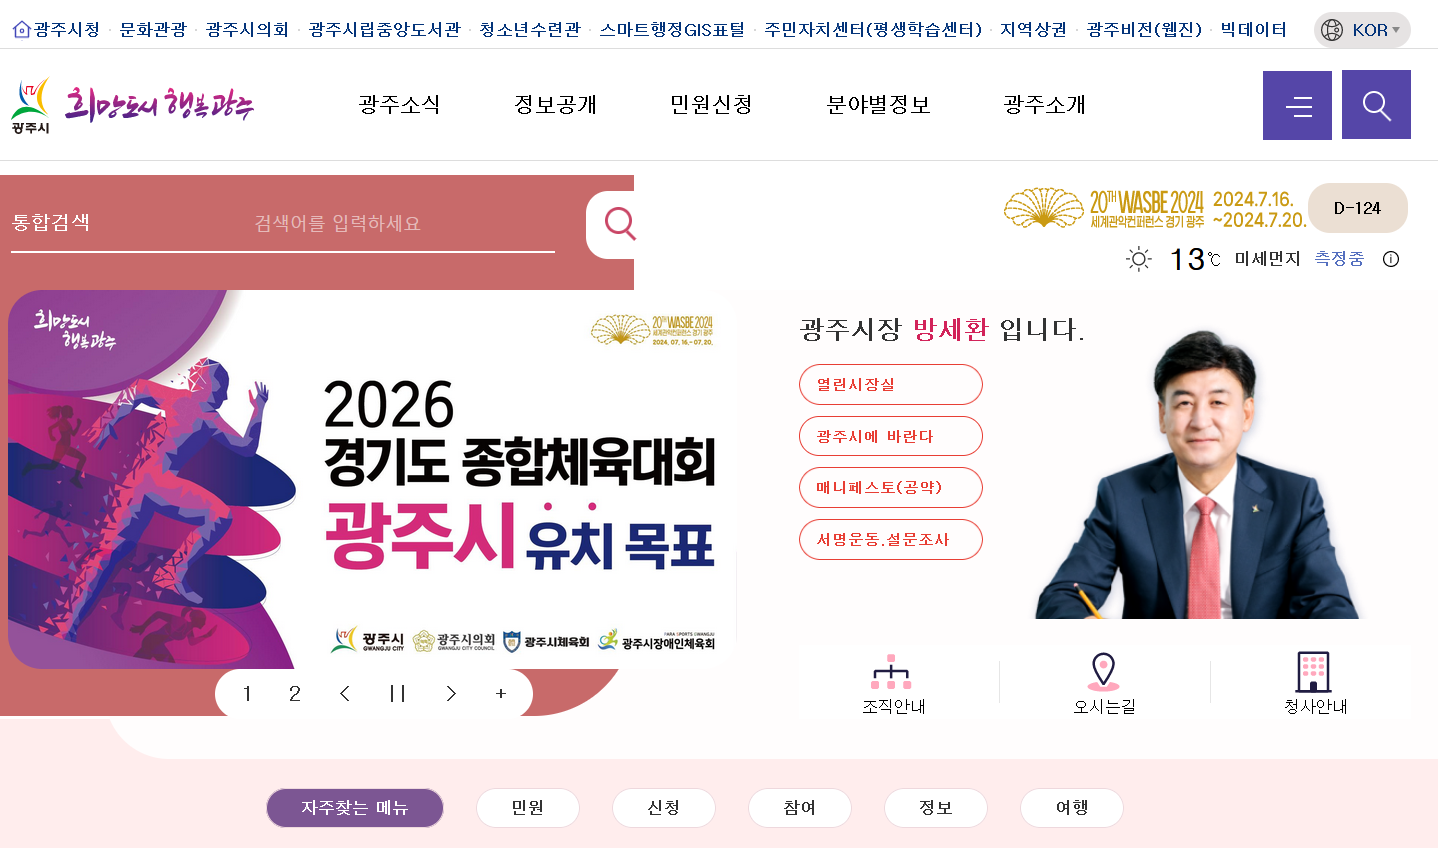 광주시청 문화관광 광주시의회 광주시립중앙도서관 청소년수련관 스마트행정GIS포털 주민자치센터(평생학습센터) 지역상권 광주비전(웹진) 빅데이터 KOR
광주시 희망도시 행복광주
광주소식 정보공개 민원신청 분야별정보 광주소개
통합검색 검색어를 입력하세요
20TH WASBE 2024
세계관악컨퍼런스 경기 광주
2024.7.16.
~2024.7.20.
D-124
13℃ 미세먼지 측정중
희망도시
행복광주
20TH WASBE 2024
세계관악컨퍼런스 경기 광주
2024. 07. 16. - 07. 20.
2026
경기도 종합체육대회
광주시 유치 목표
광주시
GWANGJU CITY
광주시의회
GWANGJU CITY COUNCIL
광주시체육회
PARA SPORTS GWANGJU
광주시장애인체육회
1 2 < || > +
광주시장 방세환 입니다.
열린시장실
광주시에 바란다
매니페스토(공약)
서명운동.설문조사
조직안내 오시는길 청사안내
자주찾는 메뉴 민원 신청 참여 정보 여행